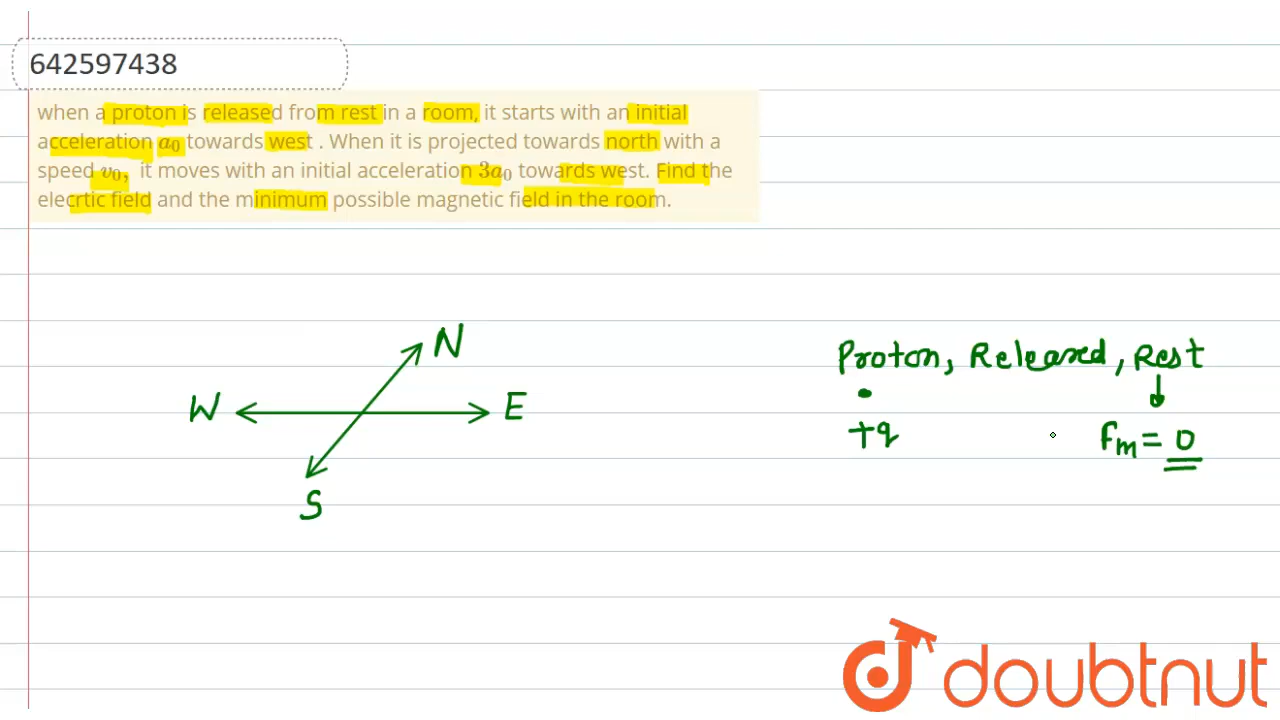 642597438
when a proton is released from rest in a room, it starts with an initial
acceleration a₀ towards west . When it is projected towards north with a
speed v₀, it moves with an initial acceleration 3a₀ towards west. Find the
elecrtic field and the minimum possible magnetic field in the room.
N
W E
S
Proton, Released, Rest
+q fm = 0
doubtnut